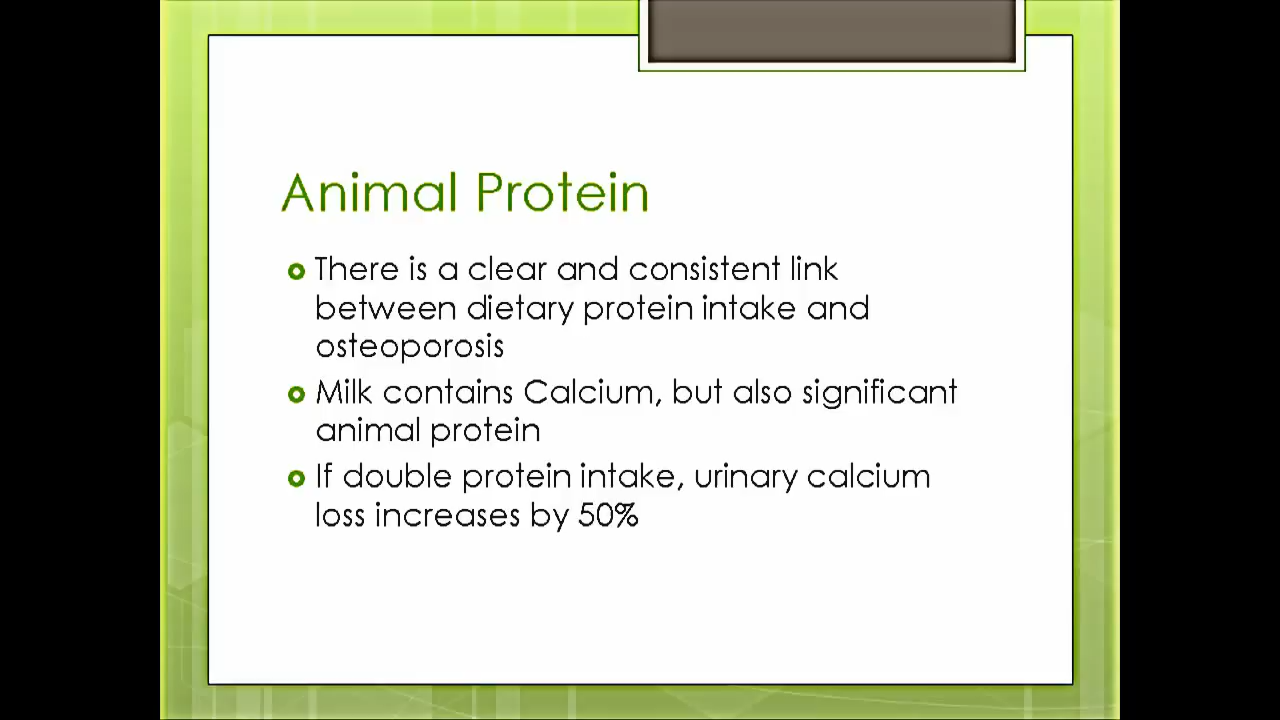 Animal Protein
There is a clear and consistent link
between dietary protein intake and
osteoporosis
Milk contains Calcium, but also significant
animal protein
If double protein intake, urinary calcium
loss increases by 50%